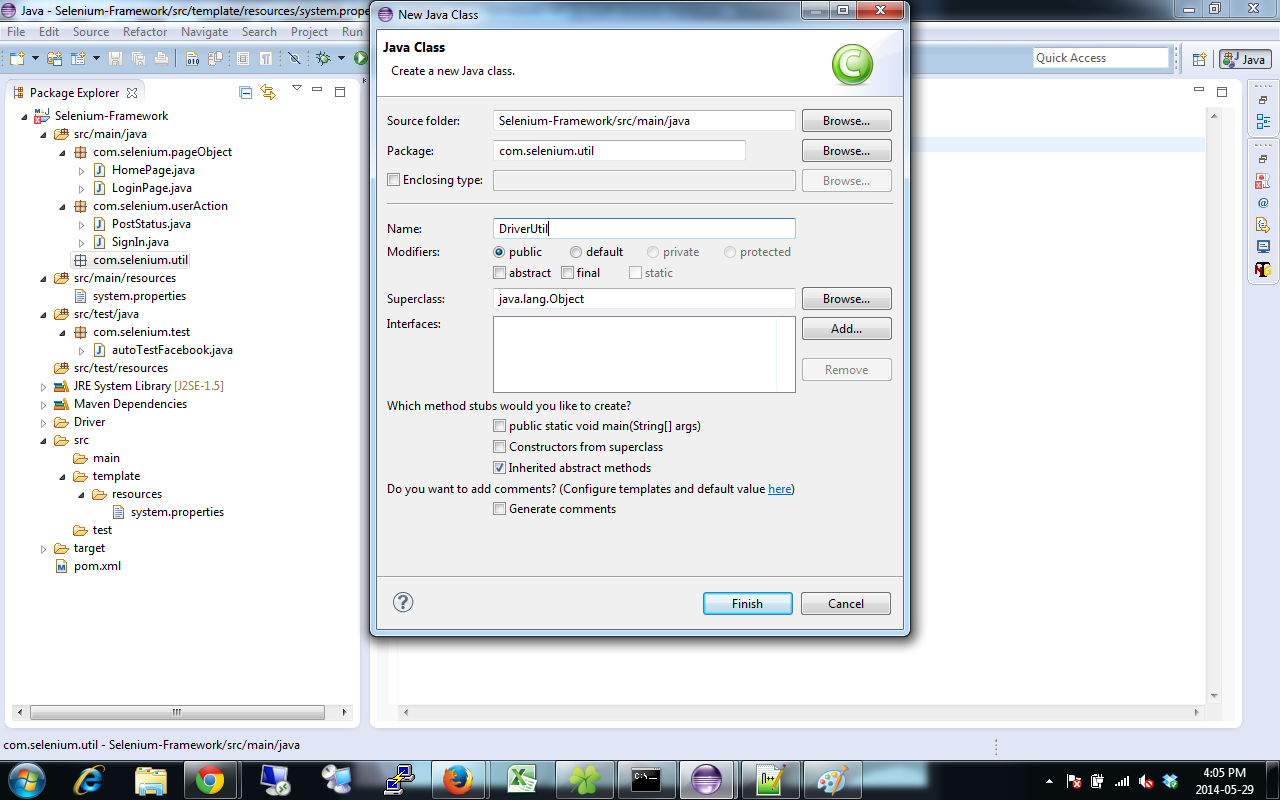 Java - Selenium-Framework/src/template/resources/system.prope
New Java Class
File Edit Source Refactor Navigate Search Project Run
Java Class
Create a new Java class.
Quick Access
Java
Package Explorer
Selenium-Framework
src/main/java
com.selenium.pageObject
HomePage.java
LoginPage.java
com.selenium.userAction
PostStatus.java
SignIn.java
com.selenium.util
src/main/resources
system.properties
src/test/java
com.selenium.test
autoTestFacebook.java
src/test/resources
JRE System Library [J2SE-1.5]
Maven Dependencies
Driver
src
main
template
resources
system.properties
test
target
pom.xml
Source folder: Selenium-Framework/src/main/java Browse...
Package: com.selenium.util Browse...
Enclosing type: Browse...
Name: DriverUtil
Modifiers: public default private protected
abstract final static
Superclass: java.lang.Object Browse...
Interfaces: Add...
Remove
Which method stubs would you like to create?
public static void main(String[] args)
Constructors from superclass
Inherited abstract methods
Do you want to add comments? (Configure templates and default value here)
Generate comments
? Finish Cancel
com.selenium.util - Selenium-Framework/src/main/java
4:05 PM
2014-05-29